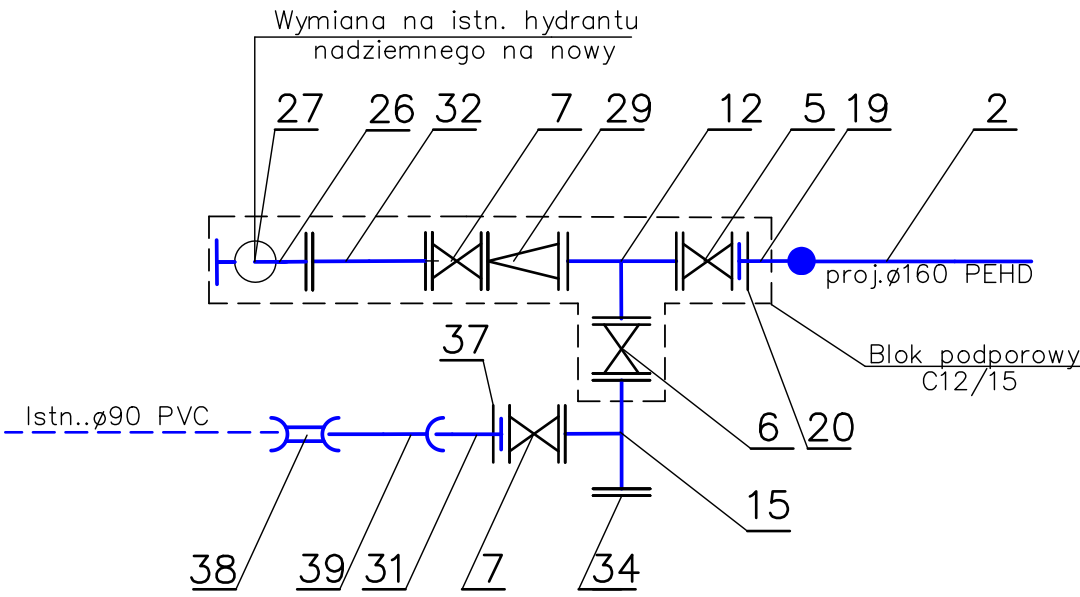 Wymiana na istn. hydrantu
nadziemnego na nowy
27 26 32 7 29 12 5 19 2
proj.ø160 PEHD
37
Blok podporowy
C12/15
Istn..ø90 PVC
6 20
15
38 39 31 7 34